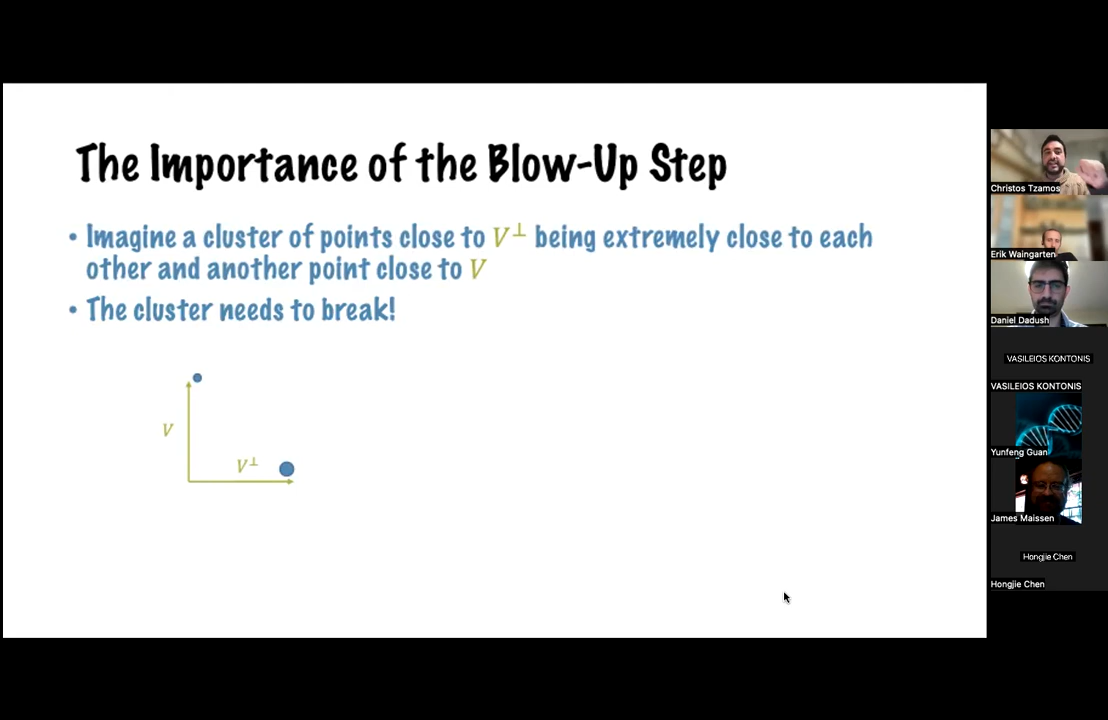 The Importance of the Blow-Up Step
• Imagine a cluster of points close to V⊥ being extremely close to each
other and another point close to V
• The cluster needs to break!
V
V⊥
Christos Tzamos
Erik Waingarten
Daniel Dadush
VASILEIOS KONTONIS
VASILEIOS KONTONIS
Yunfeng Guan
James Maissen
Hongjie Chen
Hongjie Chen